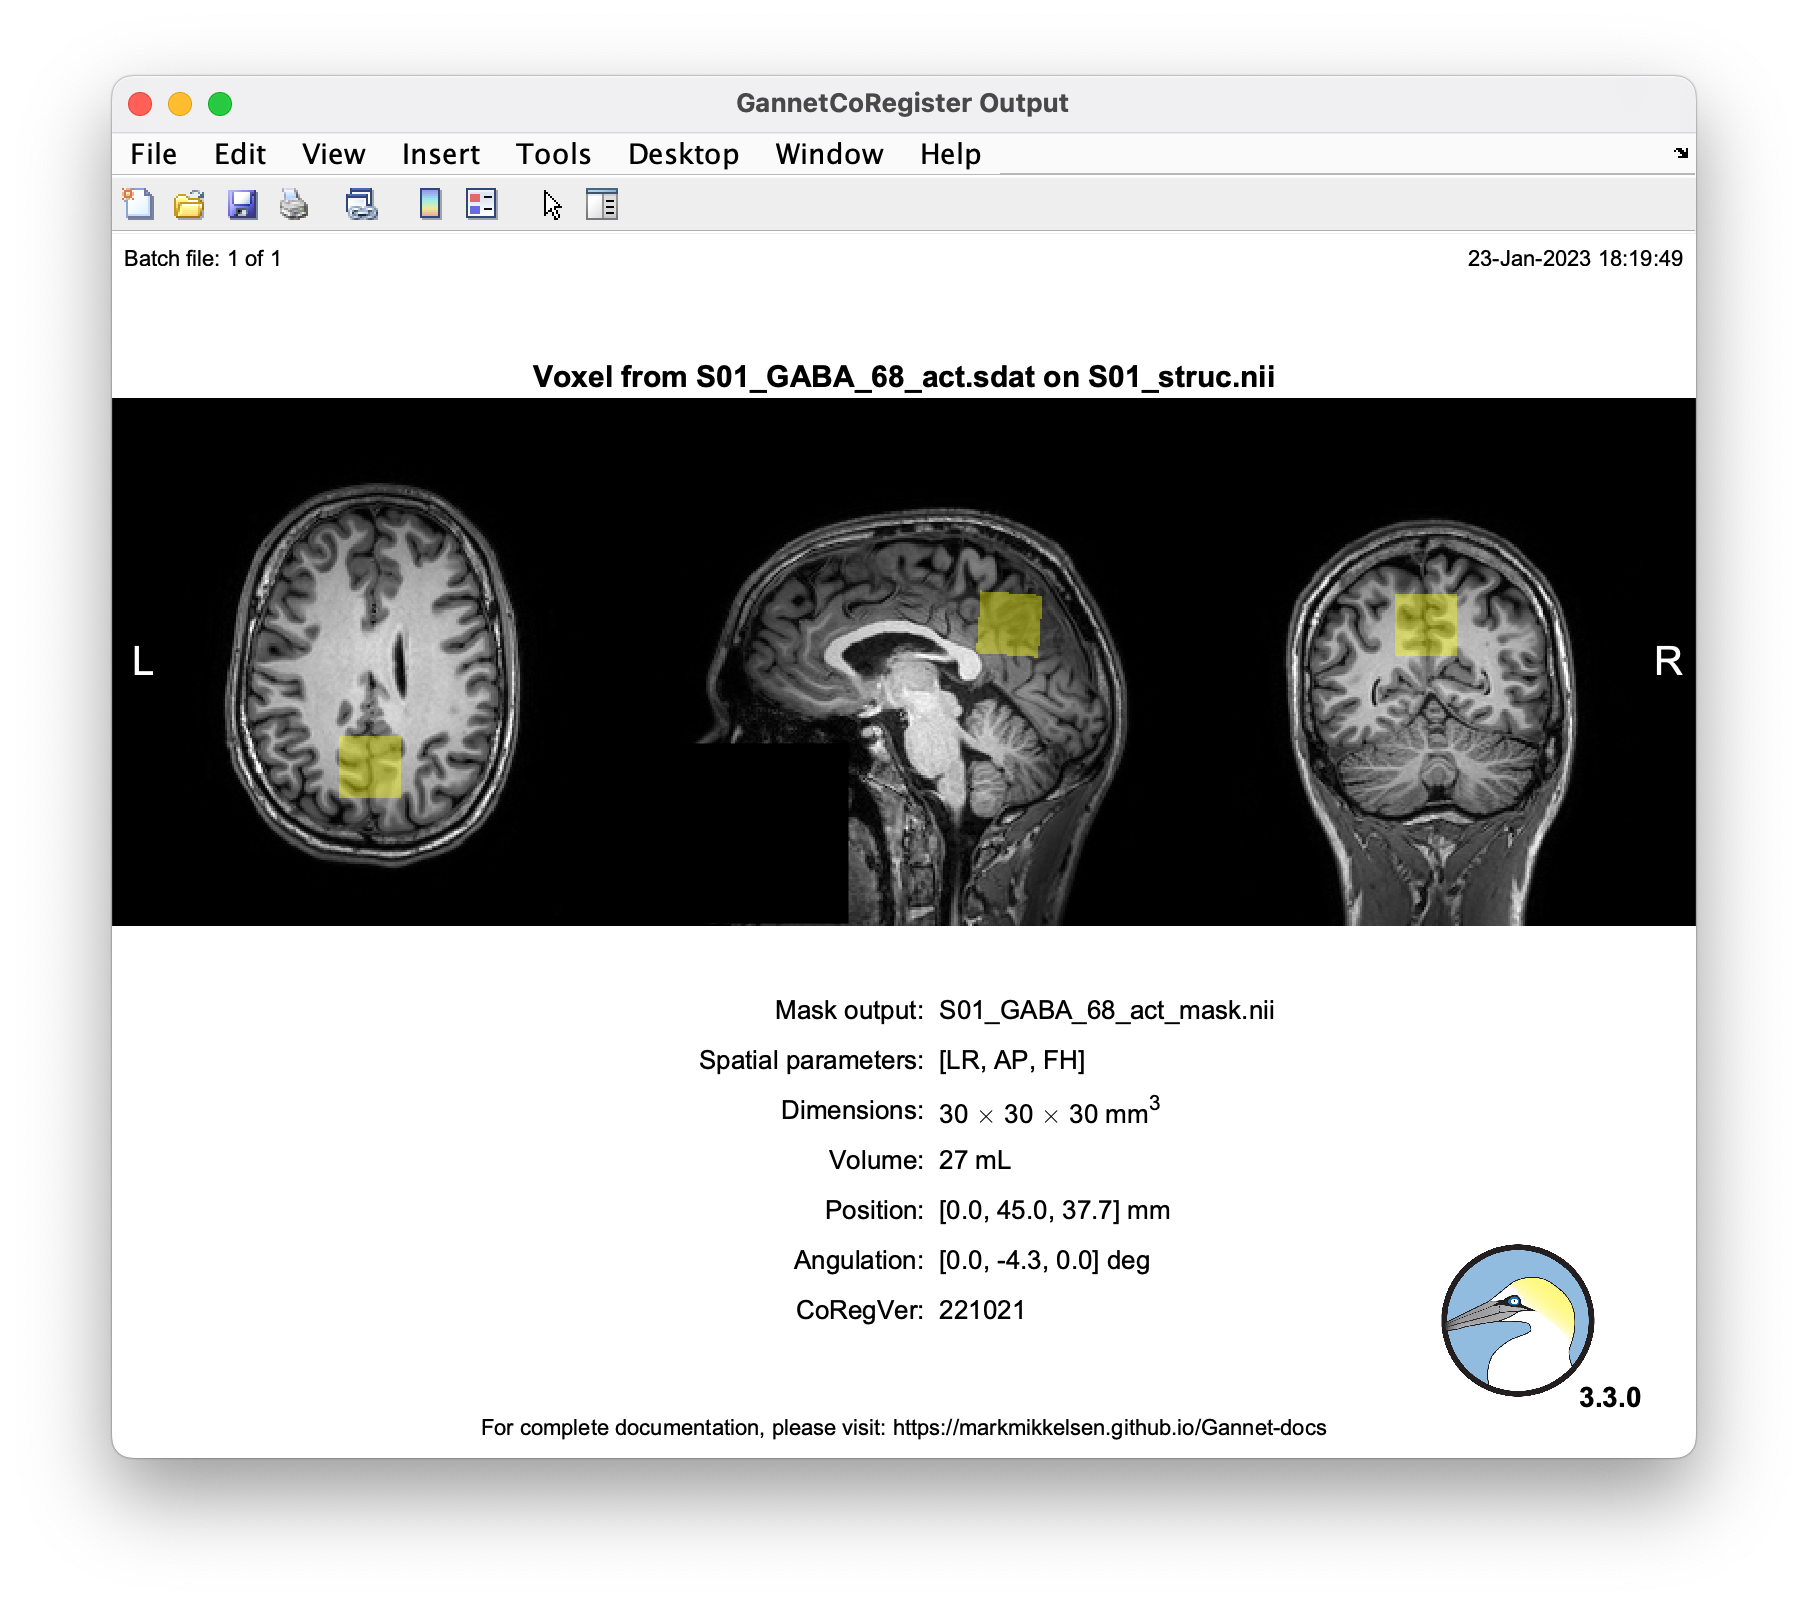 GannetCoRegister Output
File Edit View Insert Tools Desktop Window Help
Batch file: 1 of 1
23-Jan-2023 18:19:49
Voxel from S01_GABA_68_act.sdat on S01_struc.nii
L
R
Mask output: S01_GABA_68_act_mask.nii
Spatial parameters: [LR, AP, FH]
Dimensions: 30 × 30 × 30 mm³
Volume: 27 mL
Position: [0.0, 45.0, 37.7] mm
Angulation: [0.0, -4.3, 0.0] deg
CoRegVer: 221021
3.3.0
For complete documentation, please visit: https://markmikkelsen.github.io/Gannet-docs